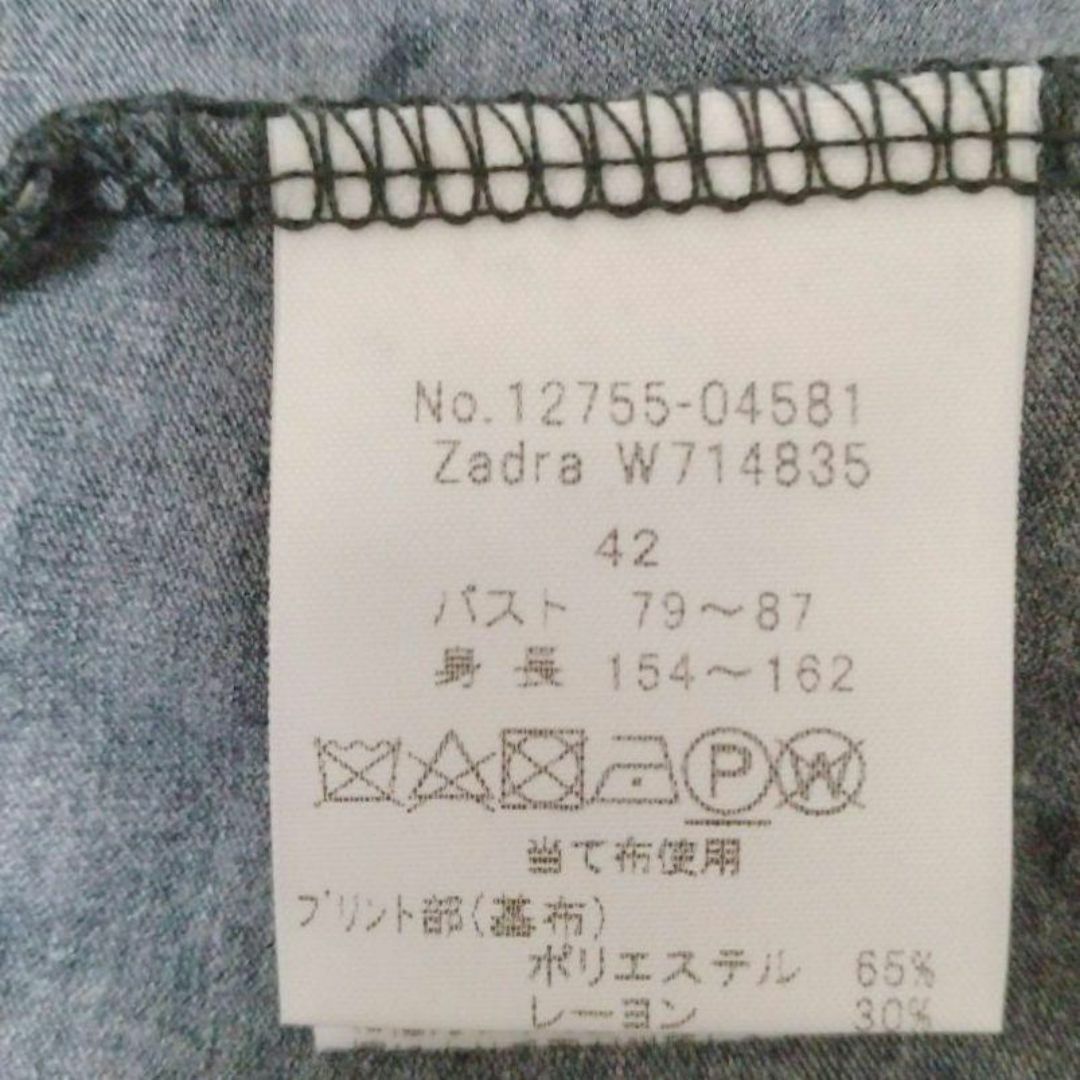 No.12755-04581
Zadra W714835
42
バスト 79～87
身長 154～162
P W
当て布使用
プリント部(基布)
ポリエステル 65%
レーヨン 30%